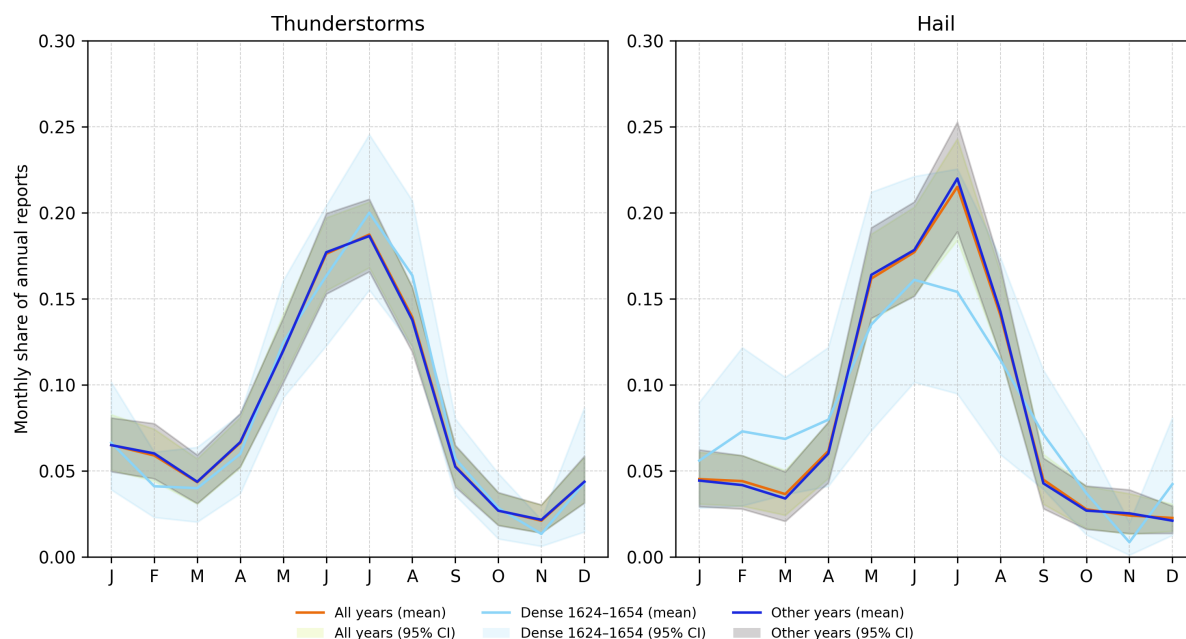 Thunderstorms
Hail
Monthly share of annual reports
0.30
0.25
0.20
0.15
0.10
0.05
0.00
J F M A M J J A S O N D
0.30
0.25
0.20
0.15
0.10
0.05
0.00
J F M A M J J A S O N D
All years (mean) Dense 1624–1654 (mean) Other years (mean)
All years (95% CI) Dense 1624–1654 (95% CI) Other years (95% CI)